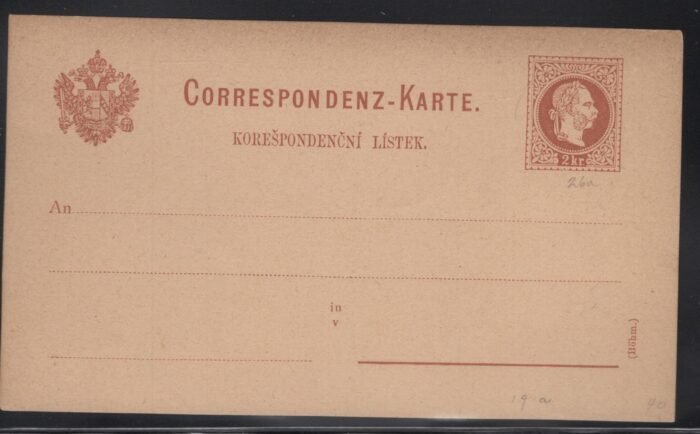 CORRESPONDENZ-KARTE.
KOREŠPONDENČNÍ LÍSTEK.
2 kr.
26a
An
in
v
(Böhm.)
19 a
40